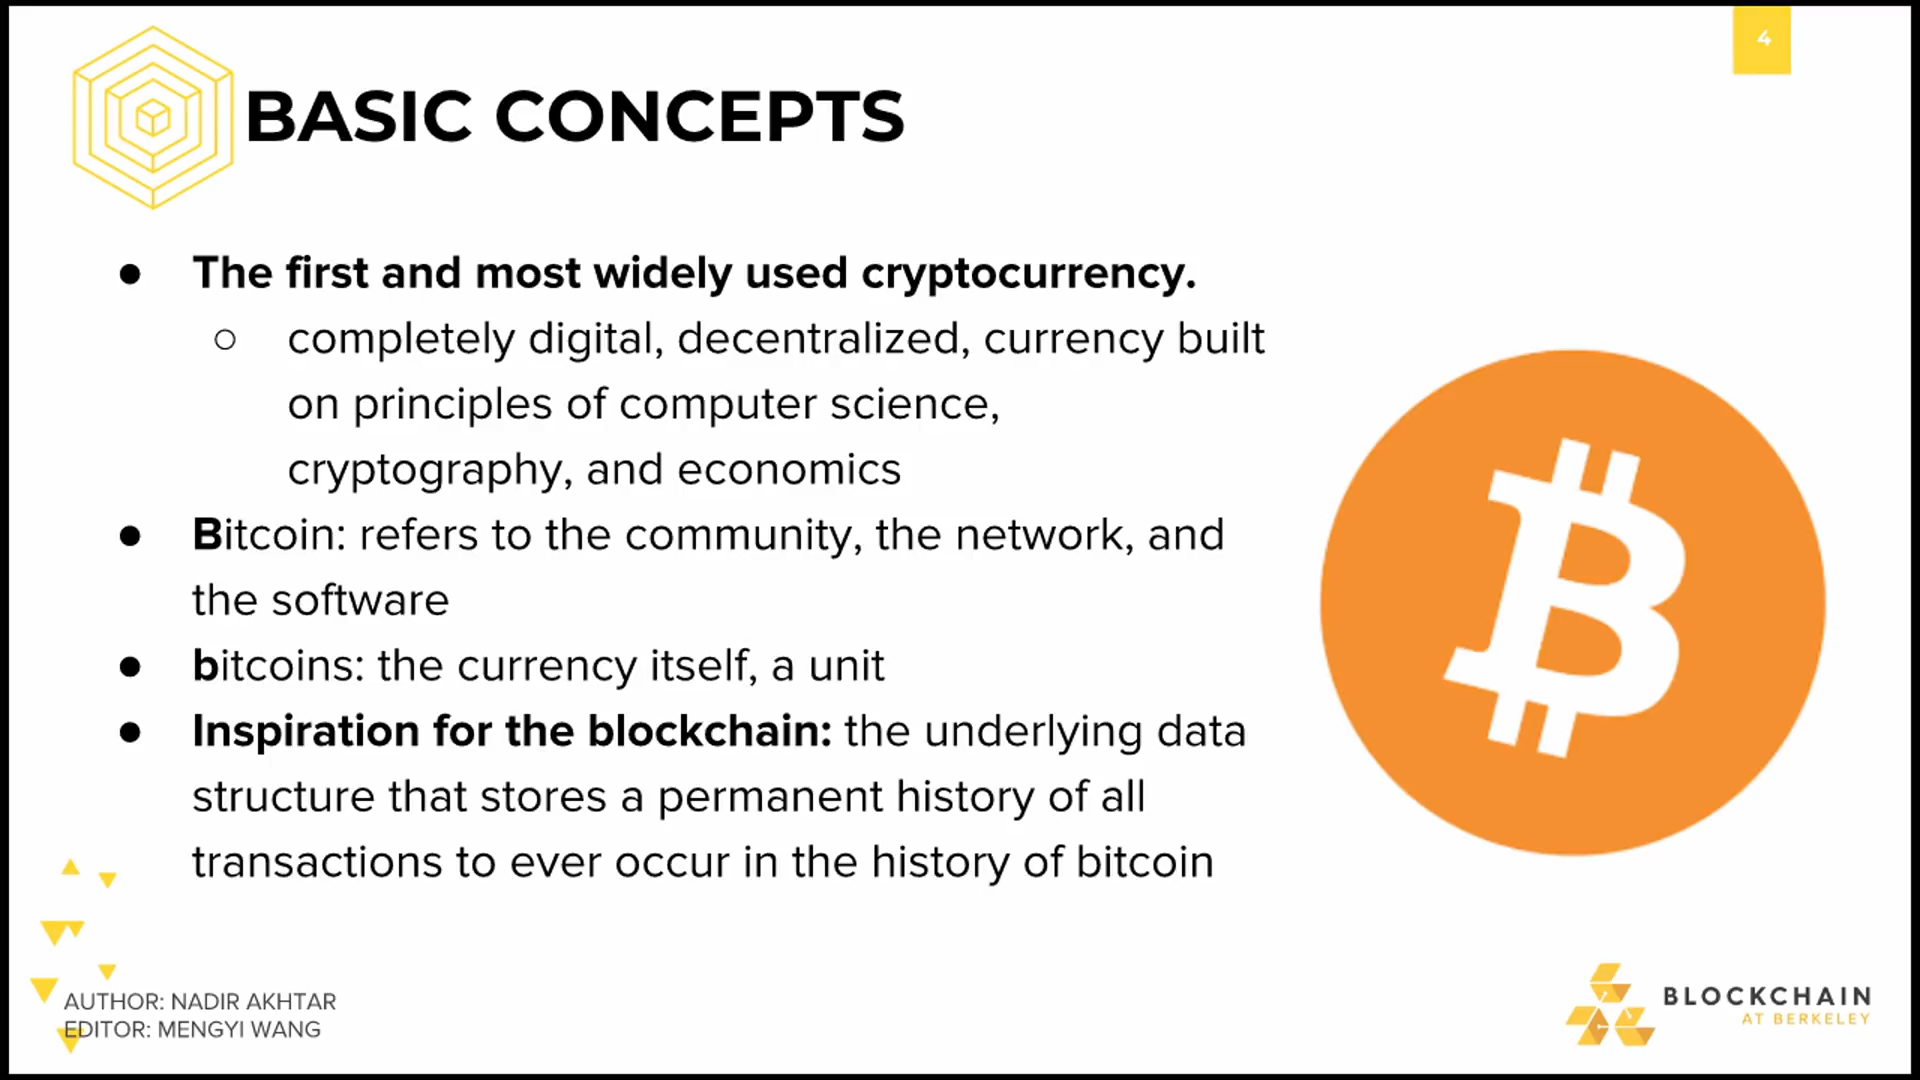 4
BASIC CONCEPTS
● The first and most widely used cryptocurrency.
○ completely digital, decentralized, currency built
on principles of computer science,
cryptography, and economics
● Bitcoin: refers to the community, the network, and
the software
● bitcoins: the currency itself, a unit
● Inspiration for the blockchain: the underlying data
structure that stores a permanent history of all
transactions to ever occur in the history of bitcoin
AUTHOR: NADIR AKHTAR
EDITOR: MENGYI WANG
BLOCKCHAIN
AT BERKELEY